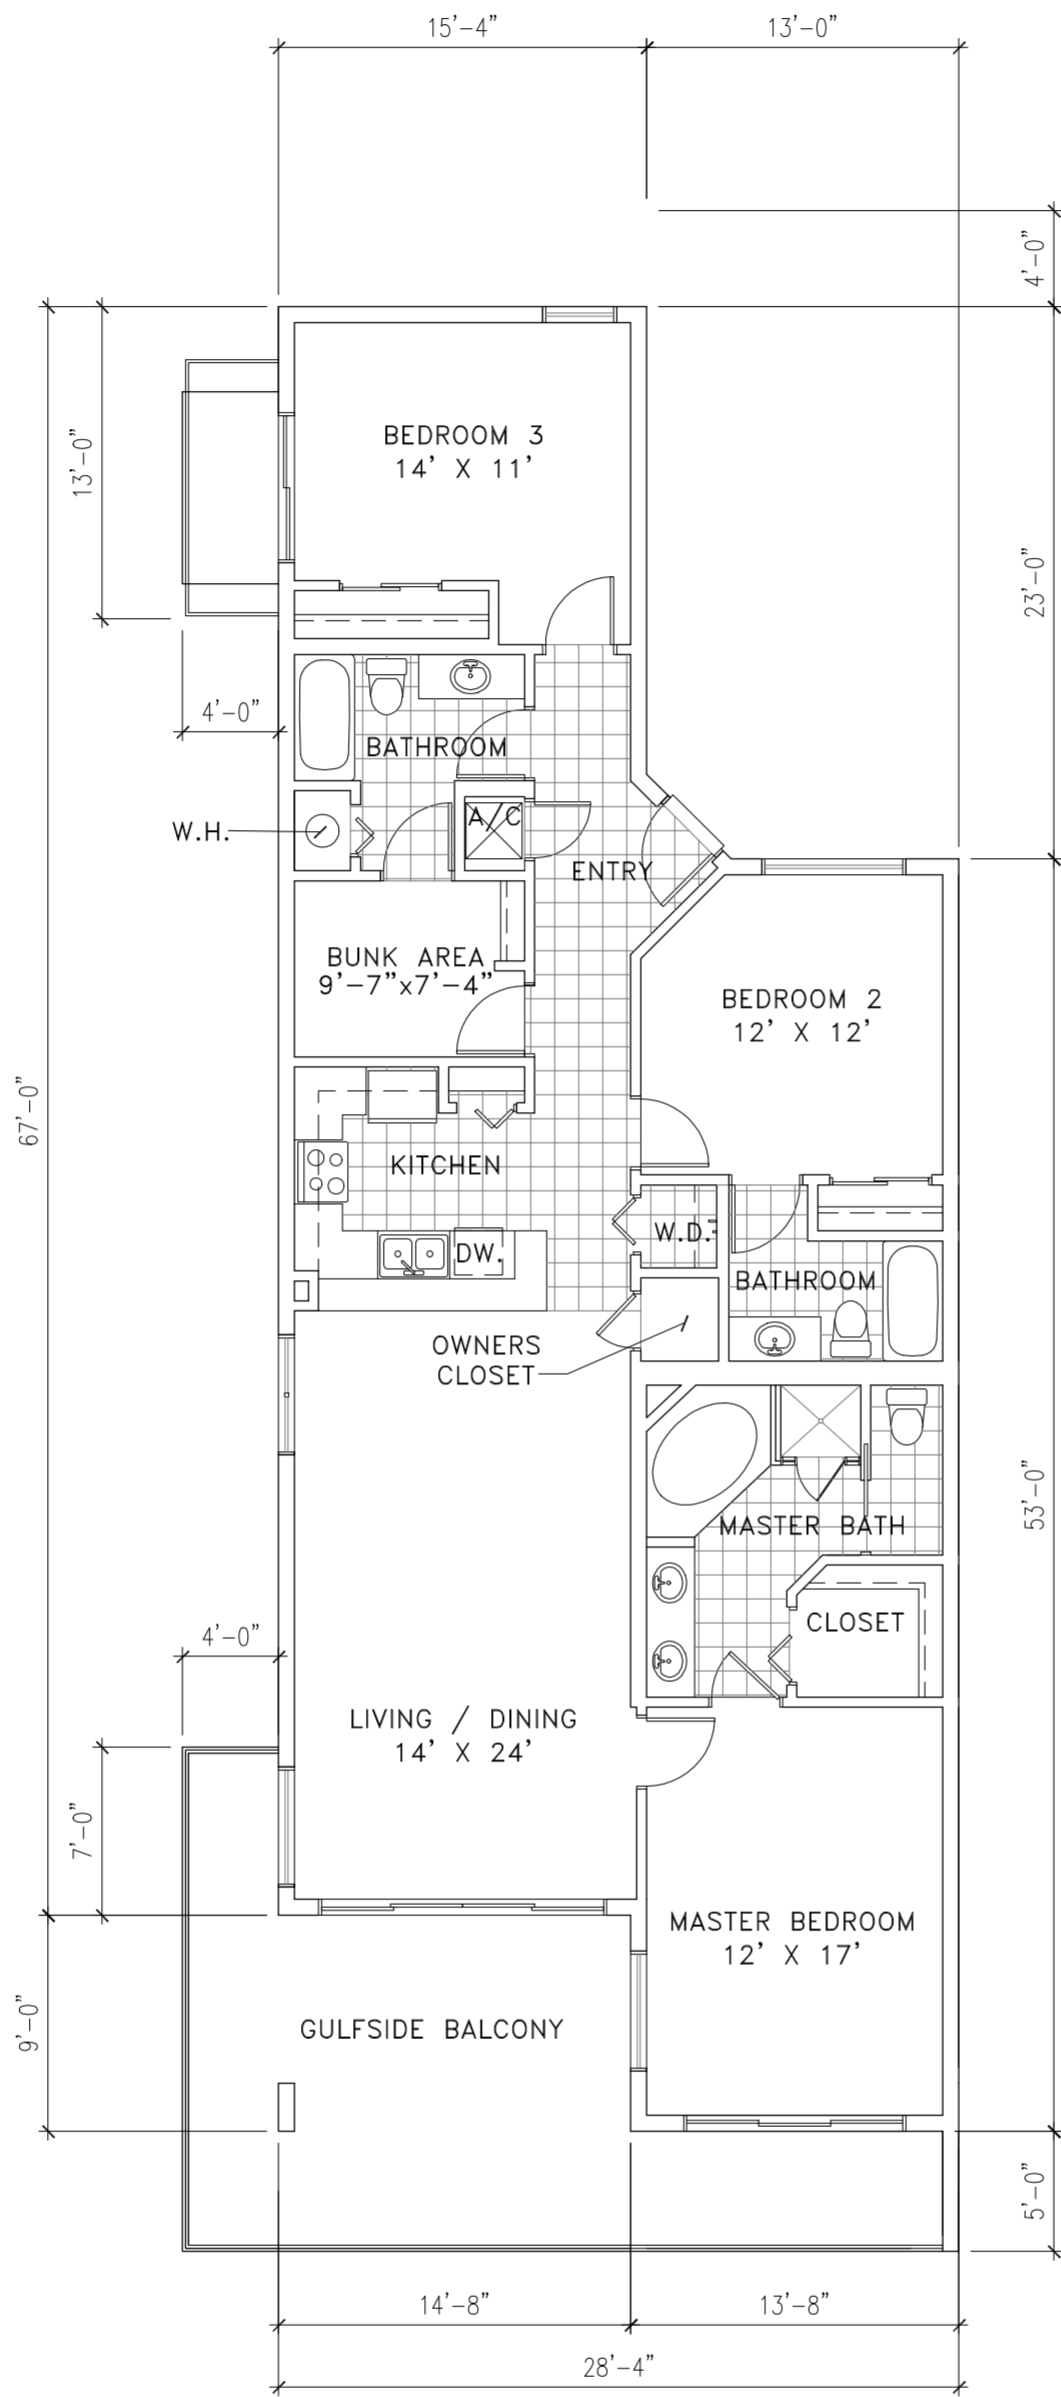 15'-4"
13'-0"
4'-0"
13'-0"
BEDROOM 3
14' X 11'
23'-0"
4'-0"
BATHROOM
W.H.
A/C
ENTRY
BUNK AREA
9'-7"x7'-4"
BEDROOM 2
12' X 12'
67'-0"
KITCHEN
W.D.
DW.
BATHROOM
OWNERS
CLOSET
53'-0"
MASTER BATH
CLOSET
4'-0"
LIVING / DINING
14' X 24'
7'-0"
MASTER BEDROOM
12' X 17'
9'-0"
GULFSIDE BALCONY
5'-0"
14'-8"
13'-8"
28'-4"